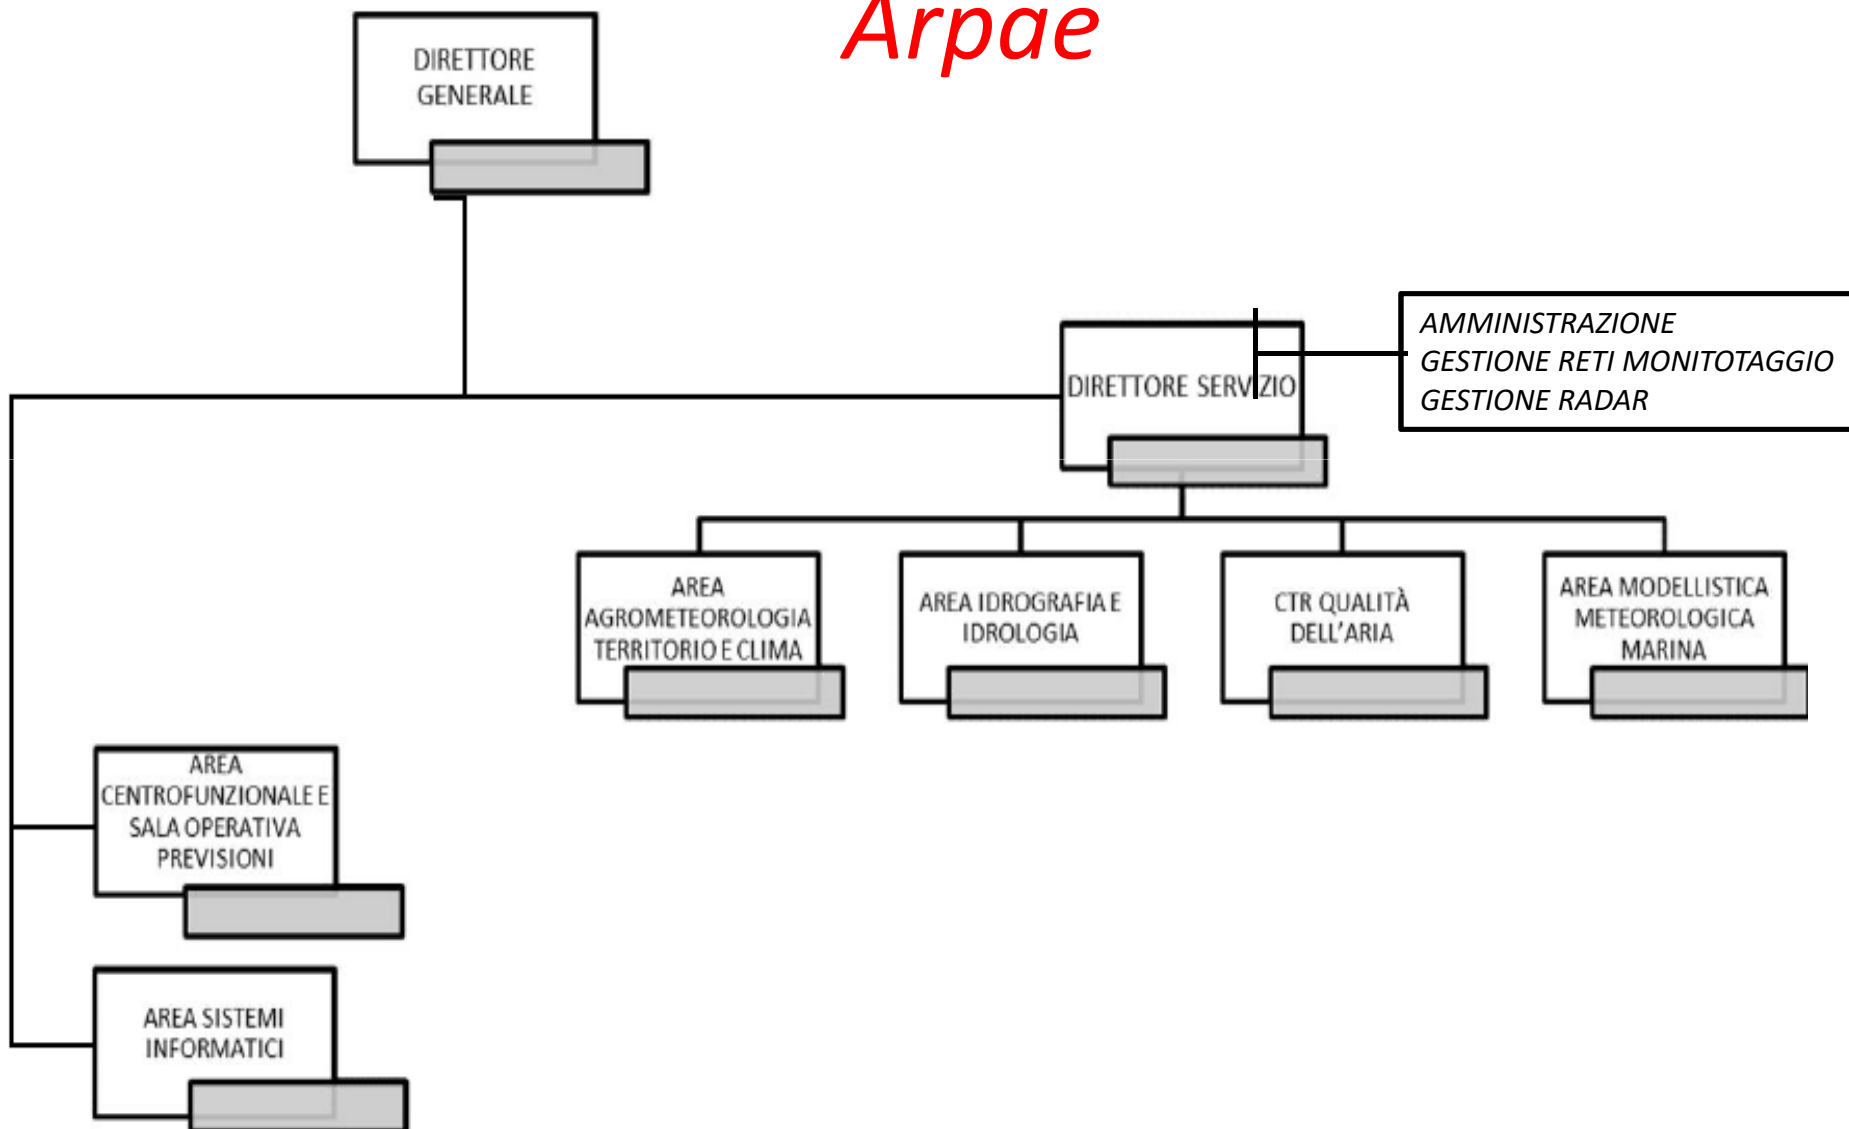 Arpae
DIRETTORE
GENERALE
AMMINISTRAZIONE
GESTIONE RETI MONITOTAGGIO
GESTIONE RADAR
DIRETTORE SERVIZIO
AREA
AGROMETEOROLOGIA
TERRITORIO E CLIMA
AREA IDROGRAFIA E
IDROLOGIA
CTR QUALITÀ
DELL'ARIA
AREA MODELLISTICA
METEOROLOGICA
MARINA
AREA
CENTROFUNZIONALE E
SALA OPERATIVA
PREVISIONI
AREA SISTEMI
INFORMATICI